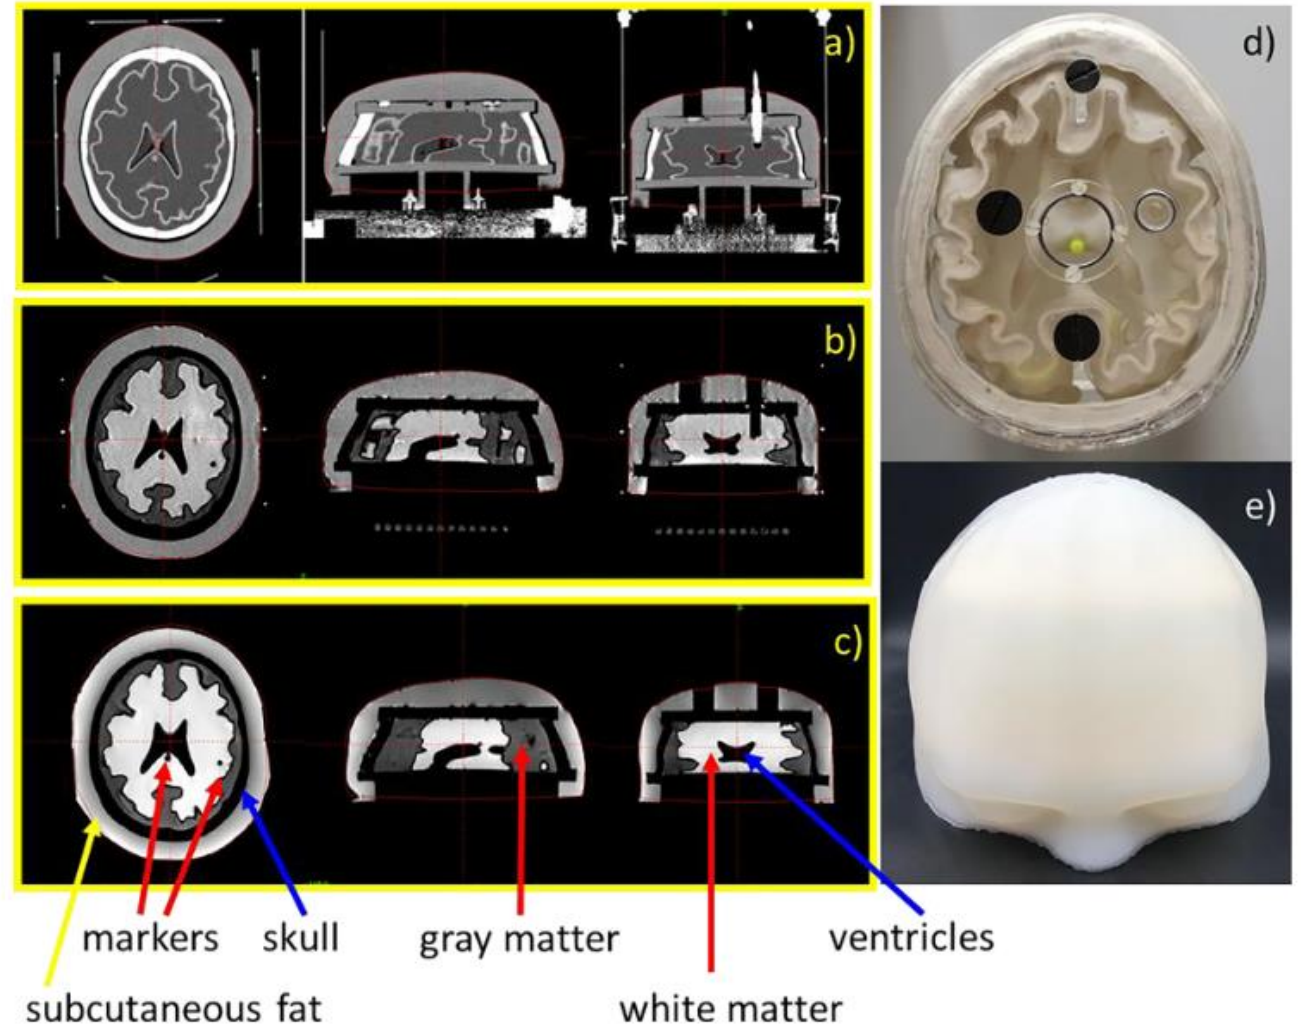 a)
d)
b)
e)
c)
markers
skull
gray matter
ventricles
subcutaneous fat
white matter